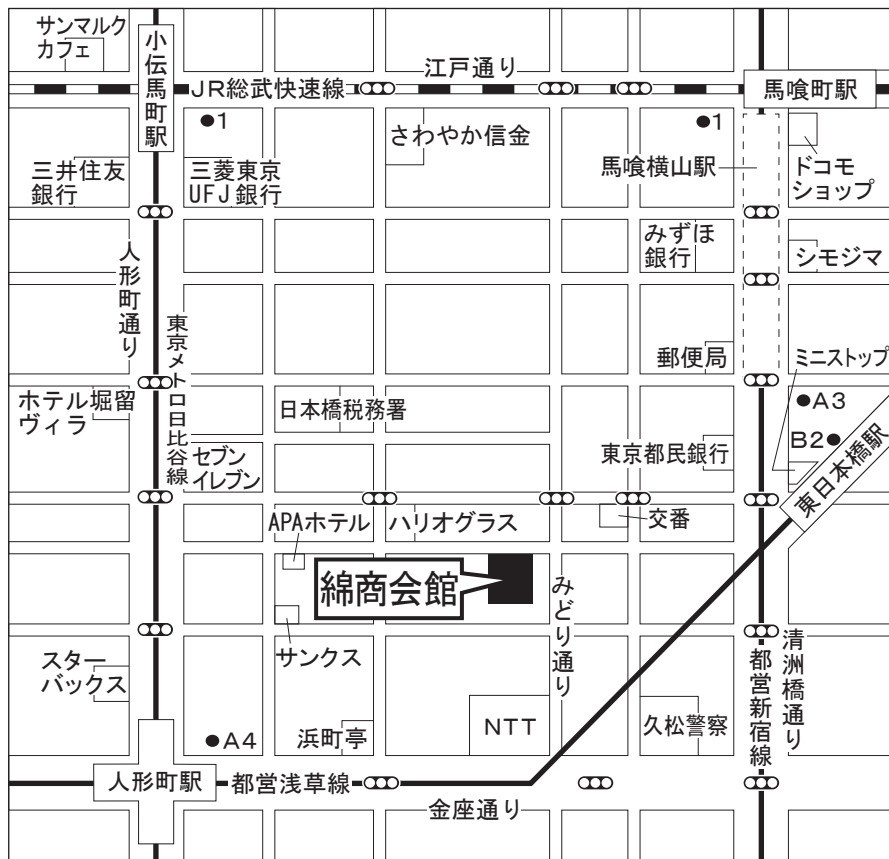 サンマルク
カフェ
小伝馬町駅
江戸通り
JR総武快速線
馬喰町駅
●1
さわやか信金
●1
三井住友
銀行
三菱東京
UFJ銀行
馬喰横山駅
ドコモ
ショップ
人形町通り
みずほ
銀行
シモジマ
東京メトロ日比谷線
郵便局
ミニストップ
ホテル堀留
ヴィラ
日本橋税務署
●A3
B2●
セブン
イレブン
東京都民銀行
東日本橋駅
APAホテル
ハリオグラス
交番
綿商会館
みどり通り
サンクス
スター
バックス
都営新宿線
清洲橋通り
●A4
浜町亭
NTT
久松警察
人形町駅
都営浅草線
金座通り